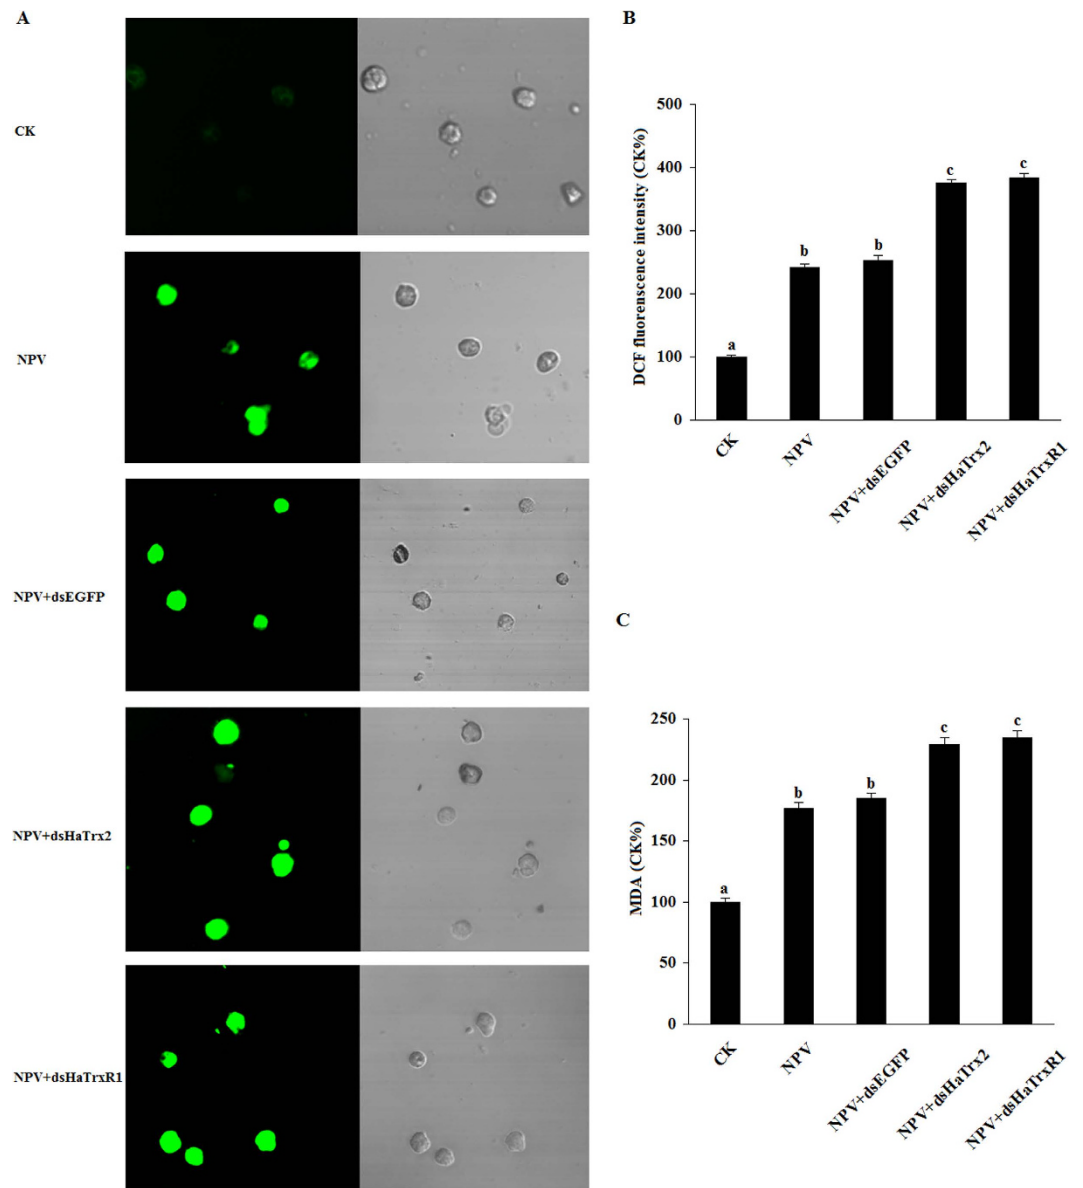 A
CK
NPV
NPV+dsEGFP
NPV+dsHaTrx2
NPV+dsHaTrxR1
B
DCF fluorenscence intensity (CK%)
500
400
300
200
100
0
a
b
b
c
c
CK
NPV
NPV+dsEGFP
NPV+dsHaTrx2
NPV+dsHaTrxR1
C
MDA (CK%)
250
200
150
100
50
0
a
b
b
c
c
CK
NPV
NPV+dsEGFP
NPV+dsHaTrx2
NPV+dsHaTrxR1